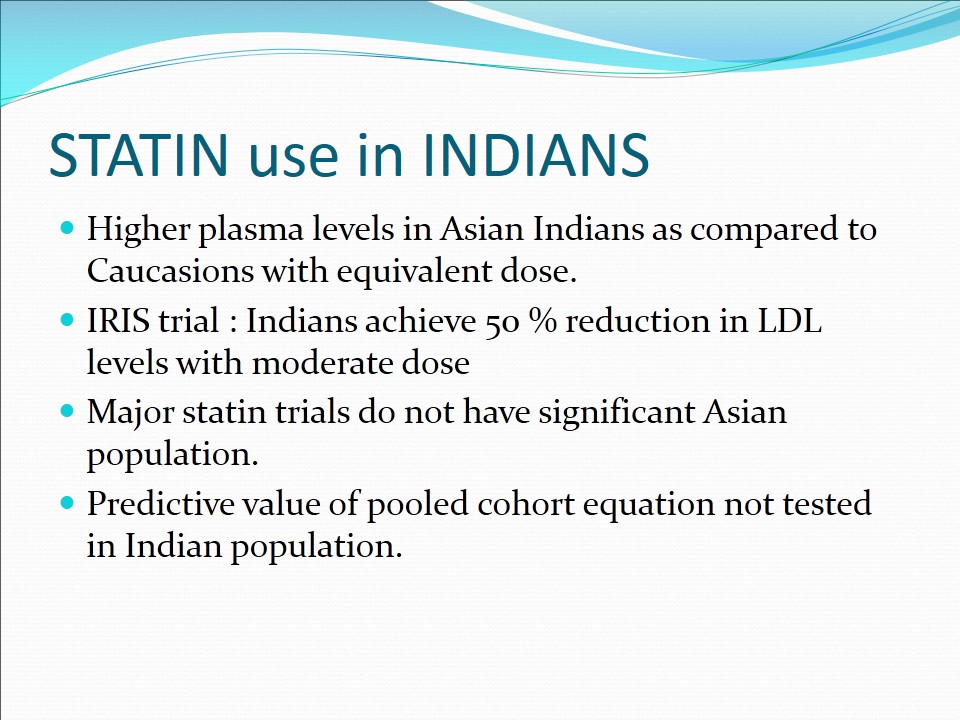 STATIN use in INDIANS
Higher plasma levels in Asian Indians as compared to
Caucasions with equivalent dose.
IRIS trial : Indians achieve 50 % reduction in LDL
levels with moderate dose
Major statin trials do not have significant Asian
population.
Predictive value of pooled cohort equation not tested
in Indian population.